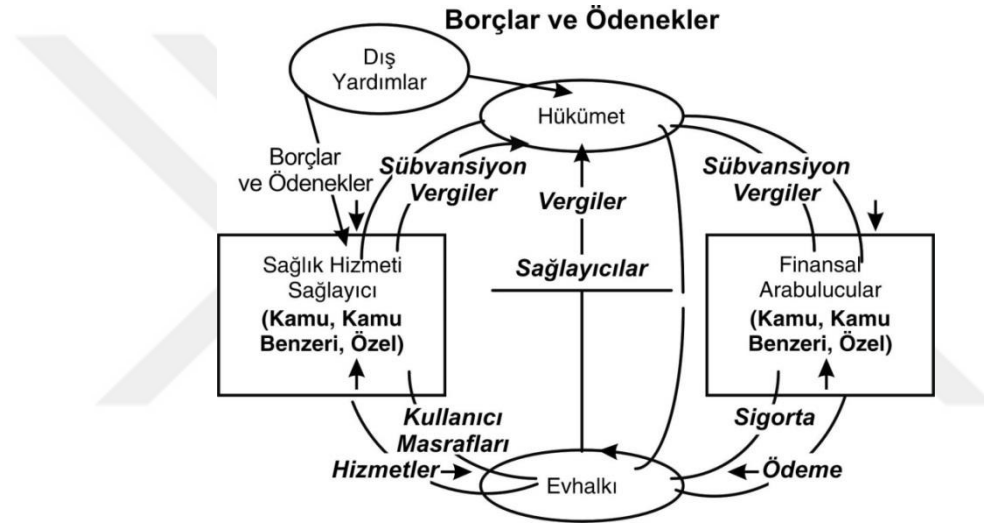 Borçlar ve Ödenekler
Dış
Yardımlar
Hükümet
Borçlar
ve Ödenekler
Sübvansiyon
Vergiler
Vergiler
Sübvansiyon
Vergiler
Sağlık Hizmeti
Sağlayıcı
(Kamu, Kamu
Benzeri, Özel)
Sağlayıcılar
Finansal
Arabulucular
(Kamu, Kamu
Benzeri, Özel)
Kullanıcı
Masrafları
Hizmetler
Sigorta
Ödeme
Evhalkı